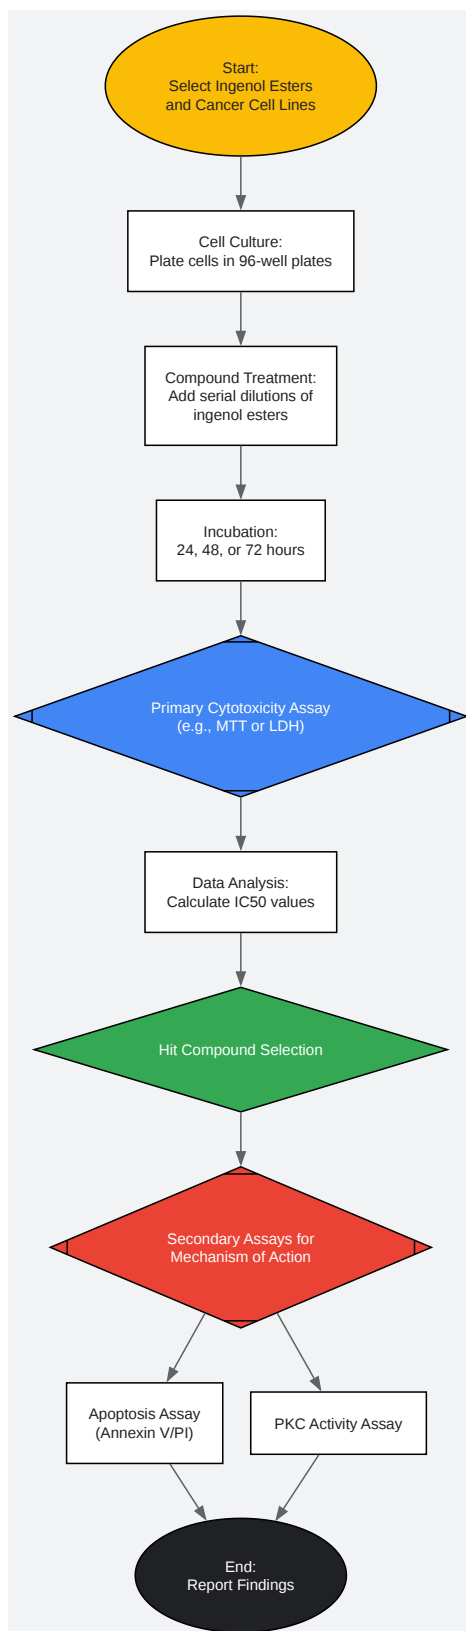 Start:
Select Ingenol Esters
and Cancer Cell Lines
Cell Culture:
Plate cells in 96-well plates
Compound Treatment:
Add serial dilutions of
ingenol esters
Incubation:
24, 48, or 72 hours
Primary Cytotoxicity Assay
(e.g., MTT or LDH)
Data Analysis:
Calculate IC50 values
Hit Compound Selection
Secondary Assays for
Mechanism of Action
Apoptosis Assay
(Annexin V/PI)
PKC Activity Assay
End:
Report Findings